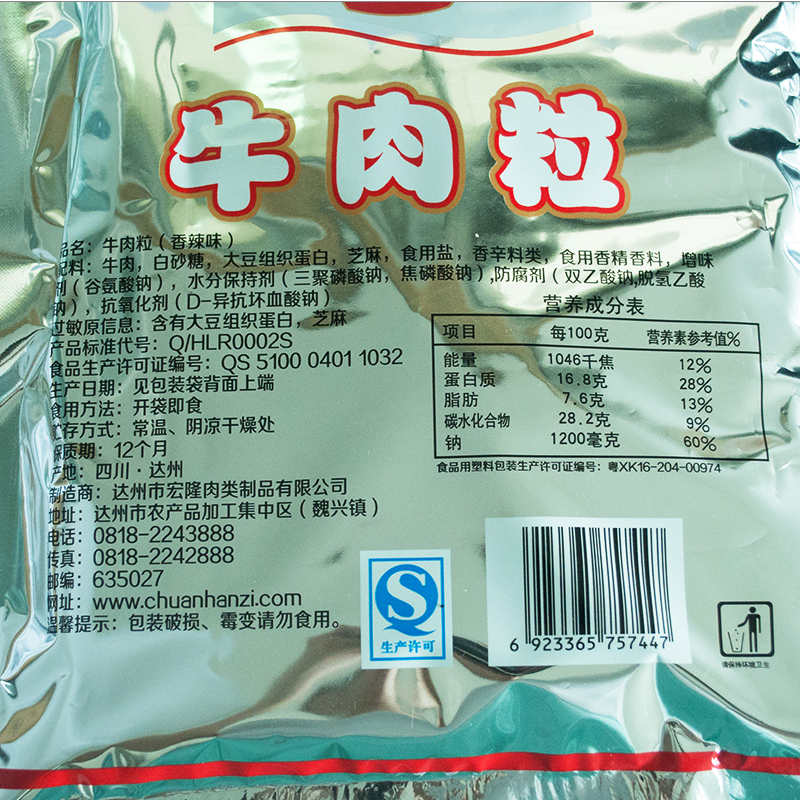 牛肉粒
品名：牛肉粒（香辣味）
配料：牛肉，白砂糖，大豆组织蛋白，芝麻，食用盐，香辛料类，食用香精香料，增味
剂（谷氨酸钠），水分保持剂（三聚磷酸钠，焦磷酸钠）,防腐剂（双乙酸钠,脱氢乙酸
钠），抗氧化剂（D-异抗坏血酸钠）
过敏原信息：含有大豆组织蛋白，芝麻
产品标准代号：Q/HLR0002S
食品生产许可证编号：QS 5100 0401 1032
生产日期：见包装袋背面上端
食用方法：开袋即食
贮存方式：常温、阴凉干燥处
保质期：12个月
产地：四川·达州
制造商：达州市宏隆肉类制品有限公司
地址：达州市农产品加工集中区（魏兴镇）
电话：0818-2243888
传真：0818-2242888
邮编：635027
网址：www.chuanhanzi.com
温馨提示：包装破损、霉变请勿食用。
营养成分表
项目 每100克 营养素参考值%
能量 1046千焦 12%
蛋白质 16.8克 28%
脂肪 7.6克 13%
碳水化合物 28.2克 9%
钠 1200毫克 60%
食品用塑料包装生产许可证编号：粤XK16-204-00974
生产许可
6 923365 757447
请保持环境卫生